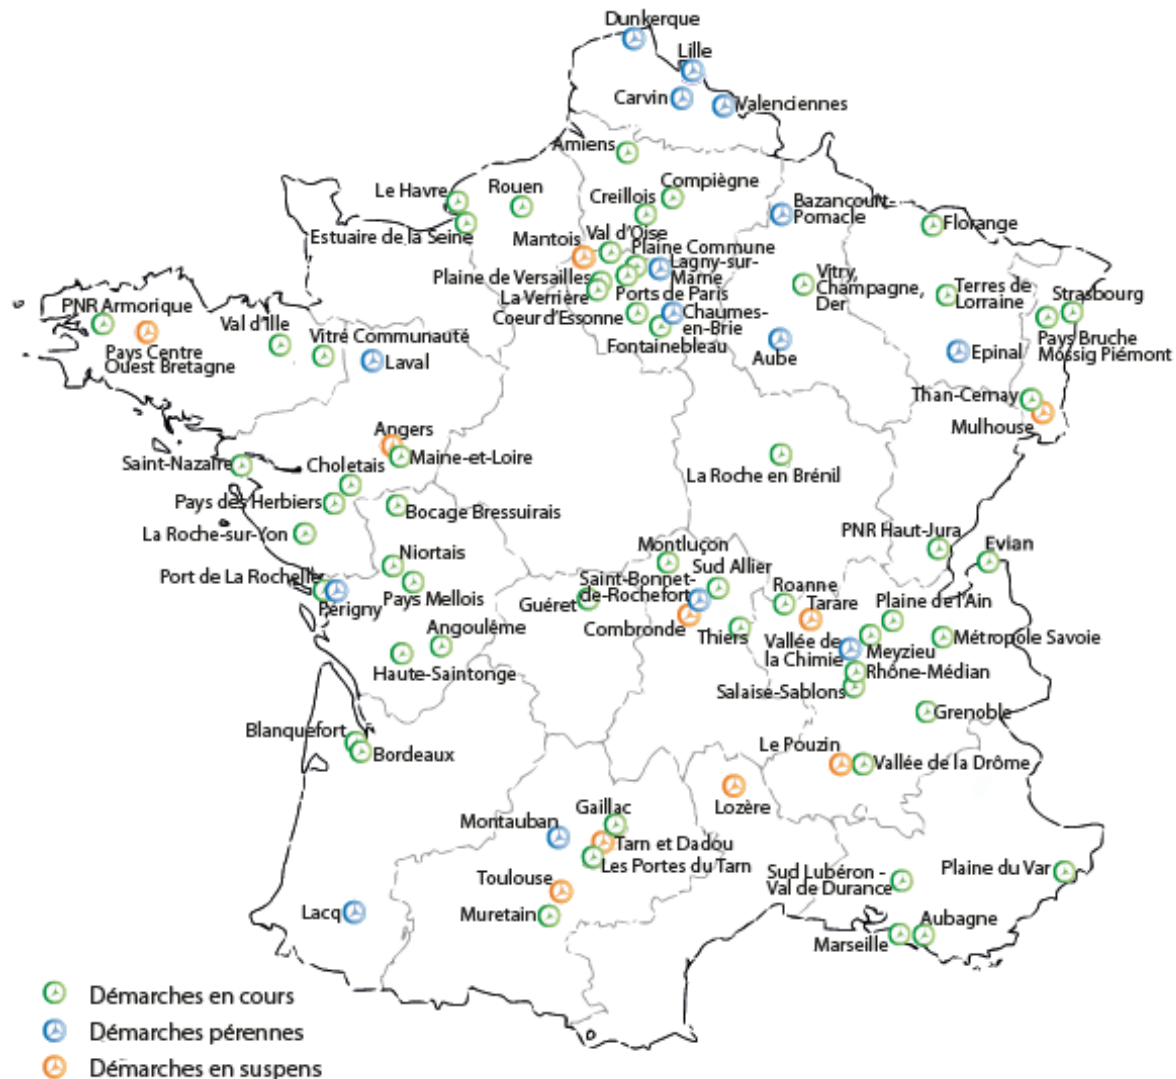 Dunkerque
Lille
Carvin
Valenciennes
Amiens
Compiègne
Creillois
Le Havre
Rouen
Bazancourt-
Pomacle
Florange
Estuaire de la Seine
Mantois
Val d'Oise
Plaine Commune
Lagny-sur-
Marne
Plaine de Versailles
La Verrière
Ports de Paris
Coeur d'Essonne
Chaumes-
en-Brie
Fontainebleau
Vitry,
Champagne,
Der
Terres de
Lorraine
Strasbourg
Pays Bruche
Mossig Piémont
PNR Armorique
Val d'Ille
Vitré Communauté
Pays Centre
Ouest Bretagne
Laval
Aube
Epinal
Than-Cernay
Mulhouse
Angers
Maine-et-Loire
Saint-Nazaire
Choletais
La Roche en Brénil
Pays des Herbiers
Bocage Bressuirais
La Roche-sur-Yon
PNR Haut-Jura
Evian
Niortais
Montluçon
Sud Allier
Port de La Rochelle
Périgny
Pays Mellois
Saint-Bonnet-
de-Rochefort
Guéret
Combronde
Thiers
Roanne
Tarare
Plaine de l'Ain
Angoulême
Haute-Saintonge
Vallée de
la Chimie
Meyzieu
Métropole Savoie
Rhône-Médian
Salaise-Sablons
Grenoble
Blanquefort
Bordeaux
Le Pouzin
Vallée de la Drôme
Lozère
Gaillac
Montauban
Tarn et Dadou
Les Portes du Tarn
Toulouse
Muretain
Lacq
Sud Lubéron -
Val de Durance
Plaine du Var
Aubagne
Marseille
Démarches en cours
Démarches pérennes
Démarches en suspens